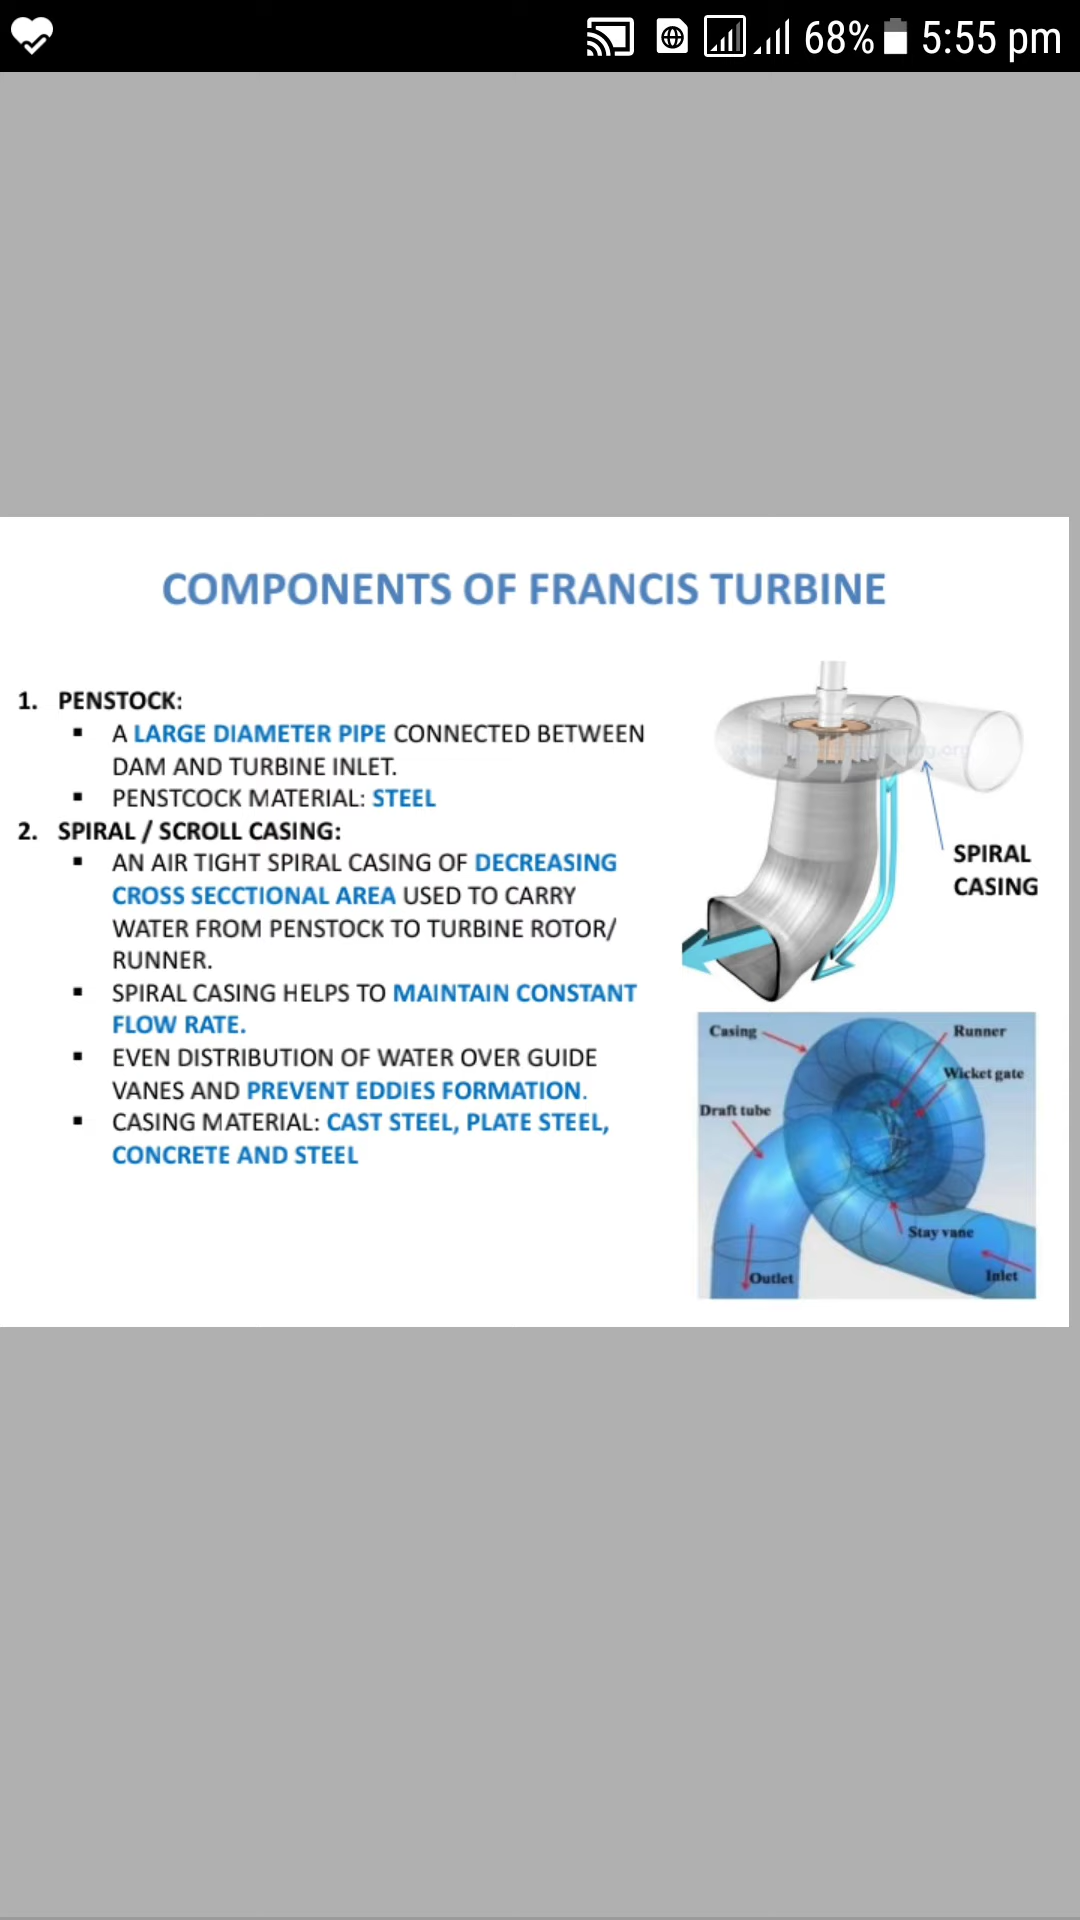 68% 5:55 pm
COMPONENTS OF FRANCIS TURBINE
1. PENSTOCK:
▪ A LARGE DIAMETER PIPE CONNECTED BETWEEN
DAM AND TURBINE INLET.
▪ PENSTCOCK MATERIAL: STEEL
2. SPIRAL / SCROLL CASING:
▪ AN AIR TIGHT SPIRAL CASING OF DECREASING
CROSS SECCTIONAL AREA USED TO CARRY
WATER FROM PENSTOCK TO TURBINE ROTOR/
RUNNER.
▪ SPIRAL CASING HELPS TO MAINTAIN CONSTANT
FLOW RATE.
▪ EVEN DISTRIBUTION OF WATER OVER GUIDE
VANES AND PREVENT EDDIES FORMATION.
▪ CASING MATERIAL: CAST STEEL, PLATE STEEL,
CONCRETE AND STEEL
SPIRAL
CASING
Casing
Runner
Wicket gate
Draft tube
Stay vane
Inlet
Outlet